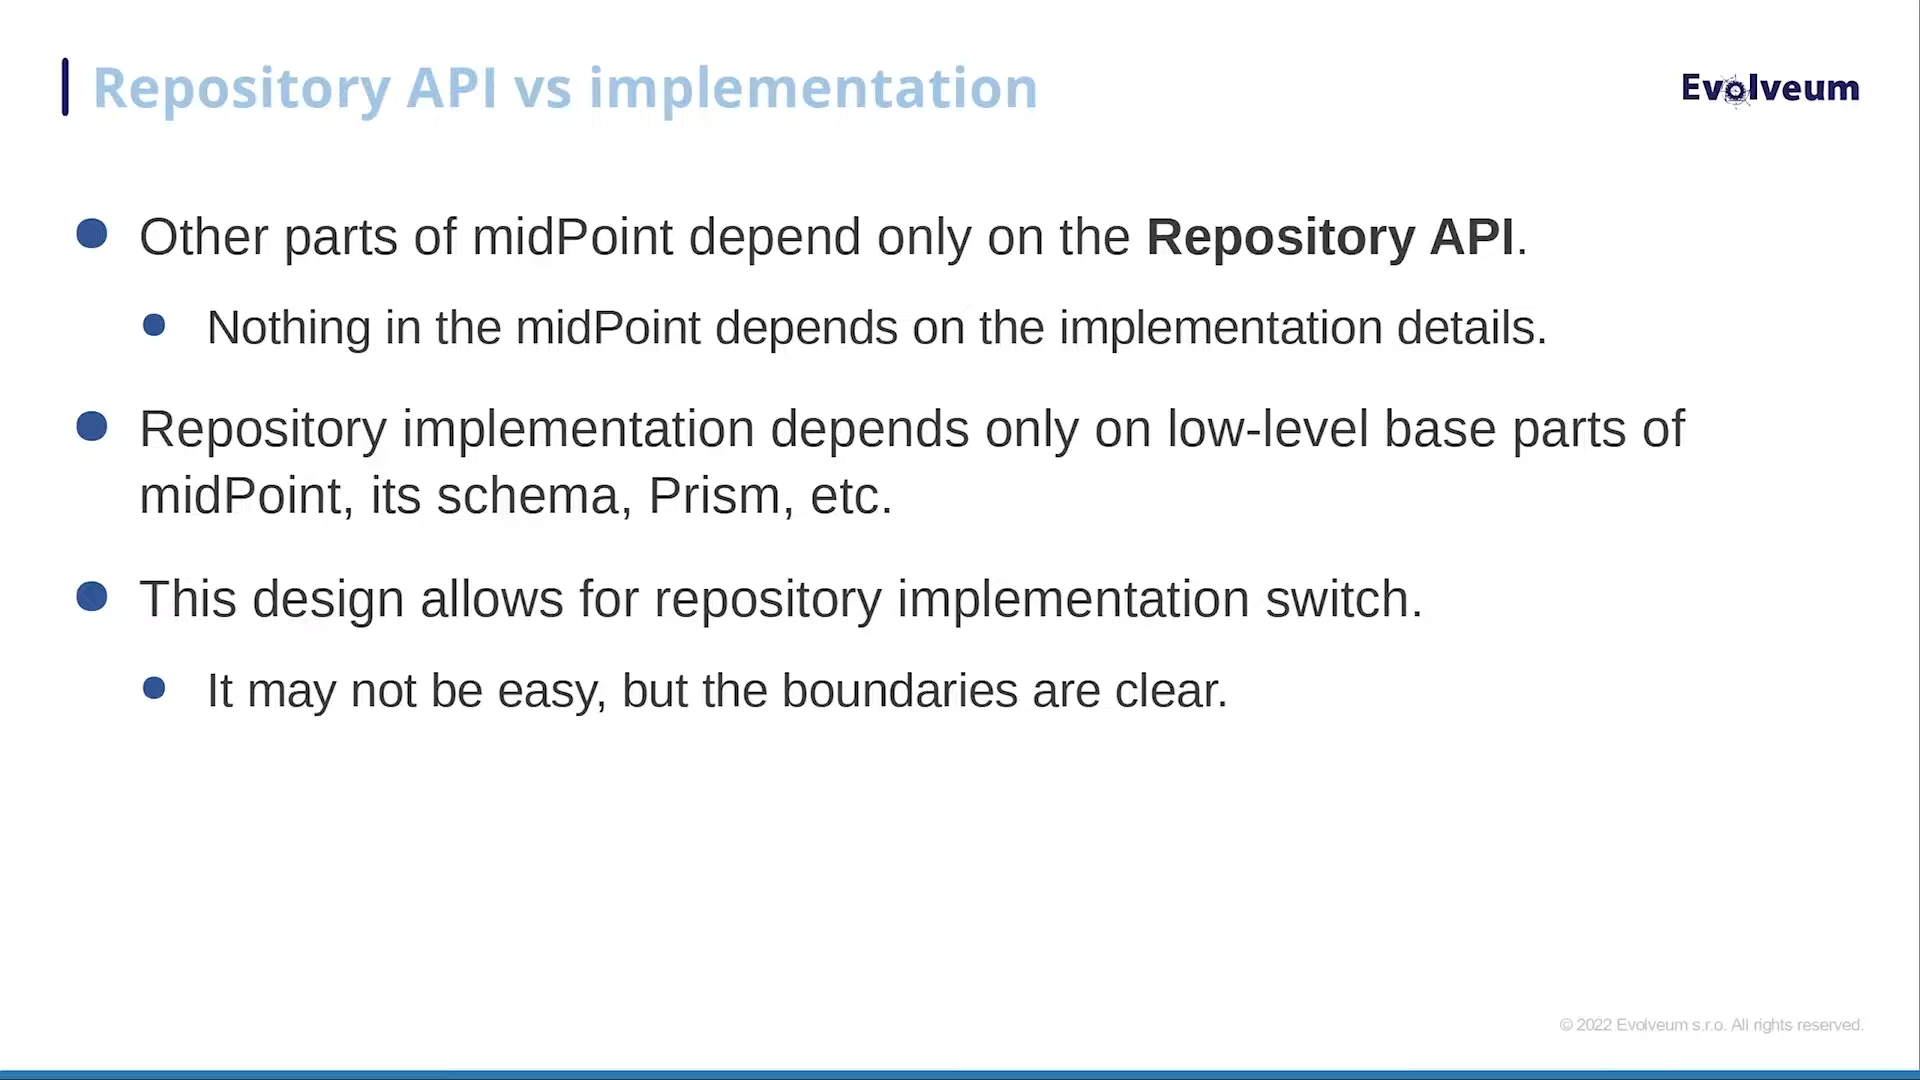 Repository API vs implementation
Evolveum
Other parts of midPoint depend only on the Repository API.
Nothing in the midPoint depends on the implementation details.
Repository implementation depends only on low-level base parts of
midPoint, its schema, Prism, etc.
This design allows for repository implementation switch.
It may not be easy, but the boundaries are clear.
© 2022 Evolveum s.r.o. All rights reserved.